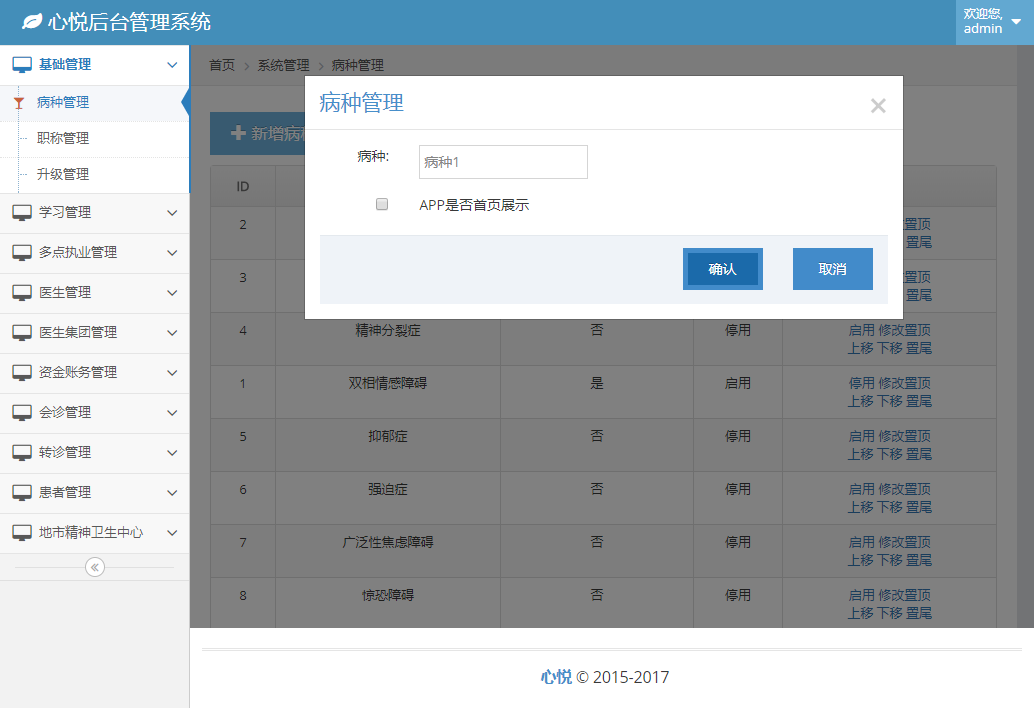 心悦后台管理系统
欢迎您,
admin
基础管理
病种管理
职称管理
升级管理
学习管理
多点执业管理
医生管理
医生集团管理
资金账务管理
会诊管理
转诊管理
患者管理
地市精神卫生中心
首页 > 系统管理 > 病种管理
病种管理
×
病种:
病种1
APP是否首页展示
确认
取消
新增病
ID
2
置顶
置尾
3
置顶
置尾
4 精神分裂症 否 停用 启用 修改置顶
上移 下移 置尾
1 双相情感障碍 是 启用 停用 修改置顶
上移 下移 置尾
5 抑郁症 否 停用 启用 修改置顶
上移 下移 置尾
6 强迫症 否 停用 启用 修改置顶
上移 下移 置尾
7 广泛性焦虑障碍 否 停用 启用 修改置顶
上移 下移 置尾
8 惊恐障碍 否 停用 启用 修改置顶
上移 下移 置尾
心悦 © 2015-2017